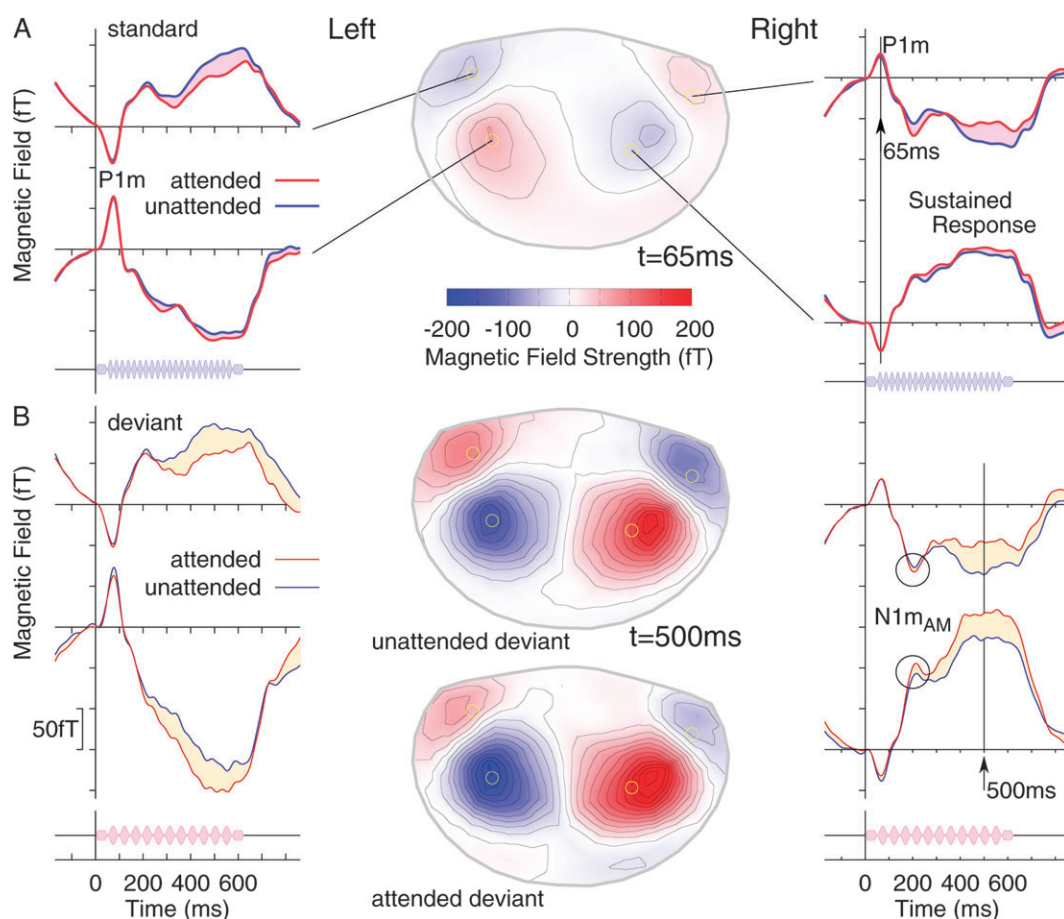 A
standard
Left
Right
P1m
Magnetic Field (fT)
P1m
attended
unattended
65ms
Sustained
Response
t=65ms
-200 -100 0 100 200
Magnetic Field Strength (fT)
B
deviant
Magnetic Field (fT)
attended
unattended
unattended deviant
t=500ms
N1mAM
50fT
500ms
0 200 400 600
Time (ms)
attended deviant
0 200 400 600
Time (ms)